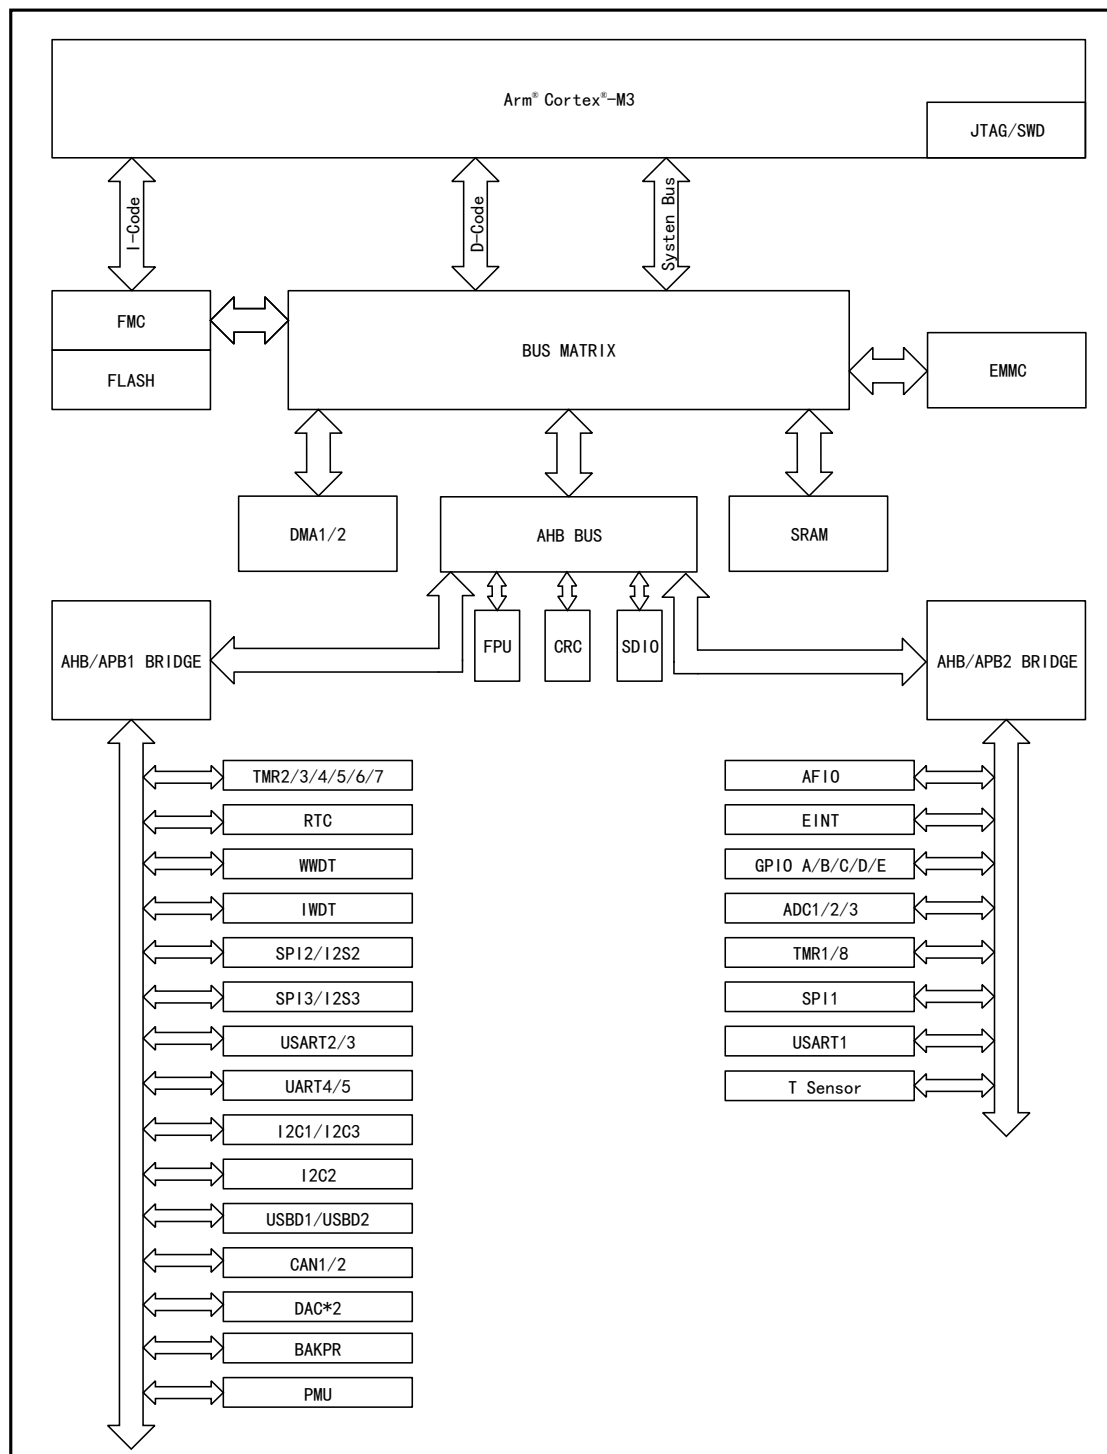 Arm® Cortex®-M3
JTAG/SWD
I-Code
D-Code
Systen Bus
FMC
FLASH
BUS MATRIX
EMMC
DMA1/2
AHB BUS
SRAM
FPU
CRC
SDIO
AHB/APB1 BRIDGE
AHB/APB2 BRIDGE
TMR2/3/4/5/6/7
RTC
WWDT
IWDT
SPI2/I2S2
SPI3/I2S3
USART2/3
UART4/5
I2C1/I2C3
I2C2
USBD1/USBD2
CAN1/2
DAC*2
BAKPR
PMU
AFIO
EINT
GPIO A/B/C/D/E
ADC1/2/3
TMR1/8
SPI1
USART1
T Sensor